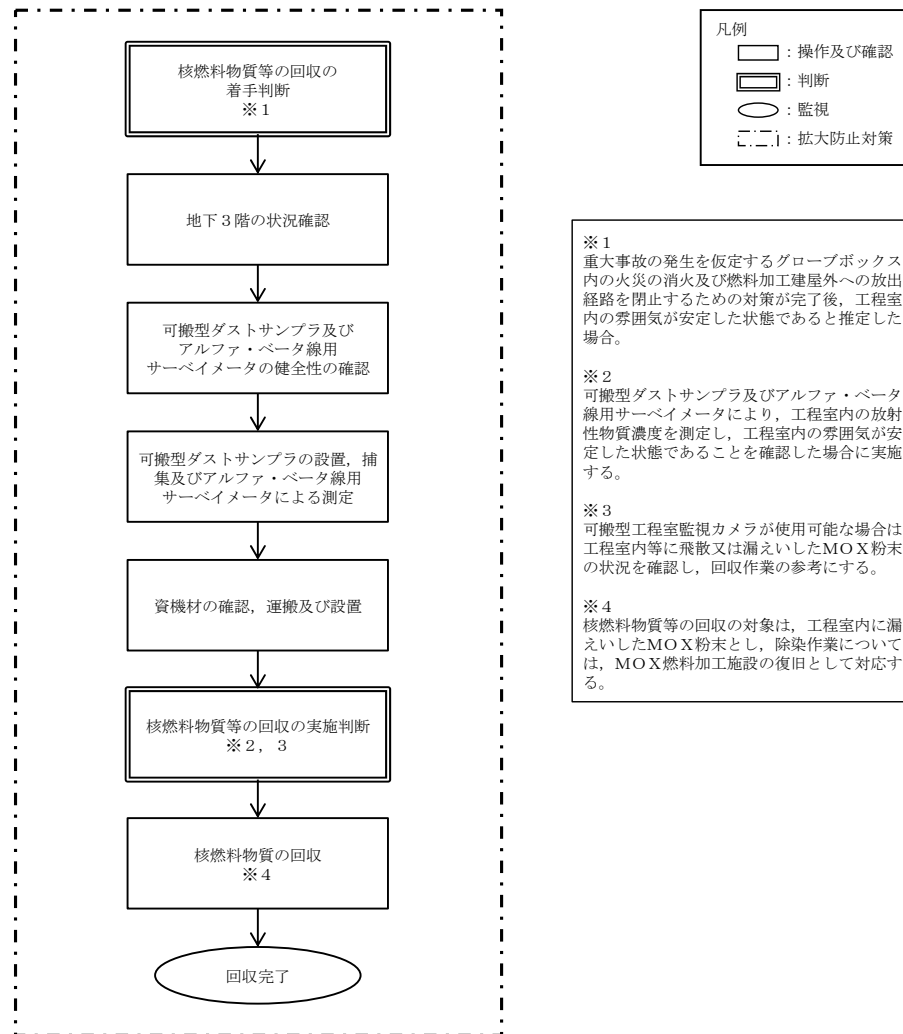 核燃料物質等の回収の
着手判断
※１
地下３階の状況確認
可搬型ダストサンプラ及び
アルファ・ベータ線用
サーベイメータの健全性の確認
可搬型ダストサンプラの設置，捕
集及びアルファ・ベータ線用
サーベイメータによる測定
資機材の確認，運搬及び設置
核燃料物質等の回収の実施判断
※２，３
核燃料物質の回収
※４
回収完了
凡例
：操作及び確認
：判断
：監視
：拡大防止対策
※１
重大事故の発生を仮定するグローブボックス
内の火災の消火及び燃料加工建屋外への放出
経路を閉止するための対策が完了後，工程室
内の雰囲気が安定した状態であると推定した
場合。
※２
可搬型ダストサンプラ及びアルファ・ベータ
線用サーベイメータにより，工程室内の放射
性物質濃度を測定し，工程室内の雰囲気が安
定した状態であることを確認した場合に実施
する。
※３
可搬型工程室監視カメラが使用可能な場合は
工程室内等に飛散又は漏えいしたＭＯＸ粉末
の状況を確認し，回収作業の参考にする。
※４
核燃料物質等の回収の対象は，工程室内に漏
えいしたＭＯＸ粉末とし，除染作業について
は，ＭＯＸ燃料加工施設の復旧として対応す
る。